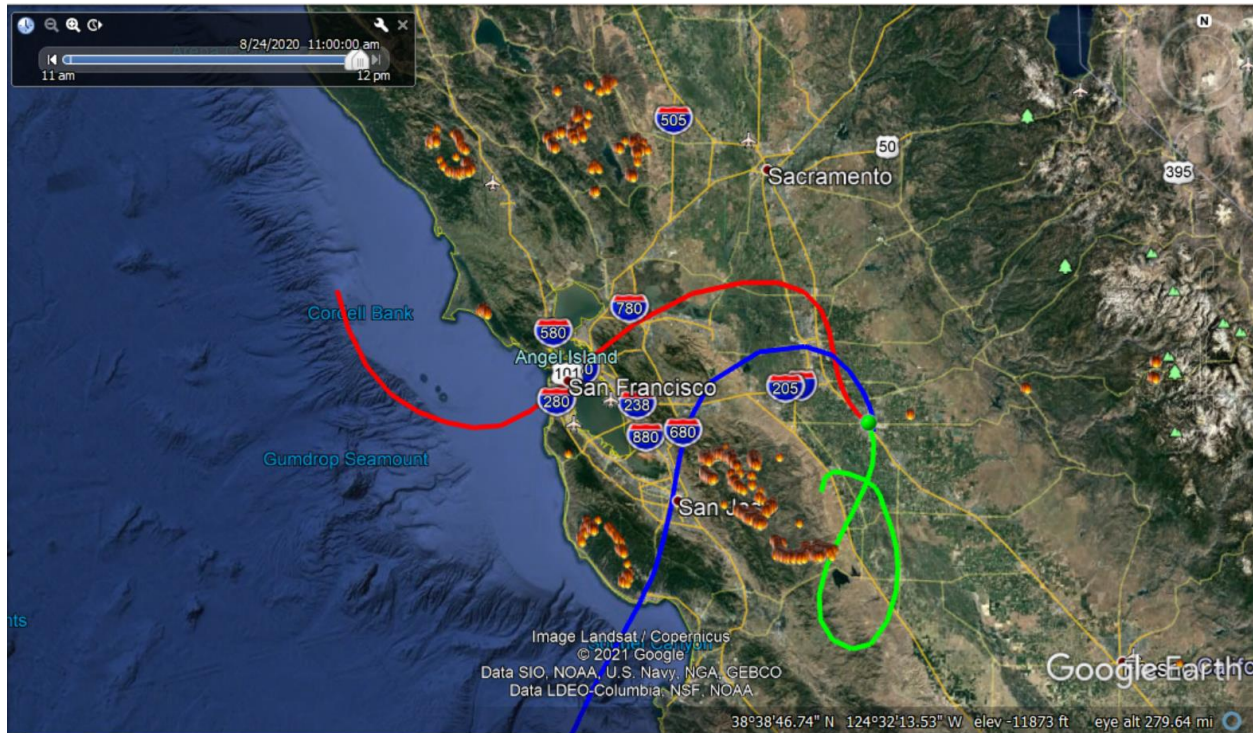 8/24/2020 11:00:00 am
11 am
12 pm
N
505
50
Sacramento
395
Cordell Bank
780
580
Angel Island
101
San Francisco
280
238
205
880
680
Gumdrop Seamount
San
Image Landsat / Copernicus
Canyon
© 2021 Google
Data SIO, NOAA, U.S. Navy, NGA, GEBCO
Data LDEO-Columbia, NSF, NOAA
Google Earth
38°38'46.74" N 124°32'13.53" W elev -11873 ft eye alt 279.64 mi